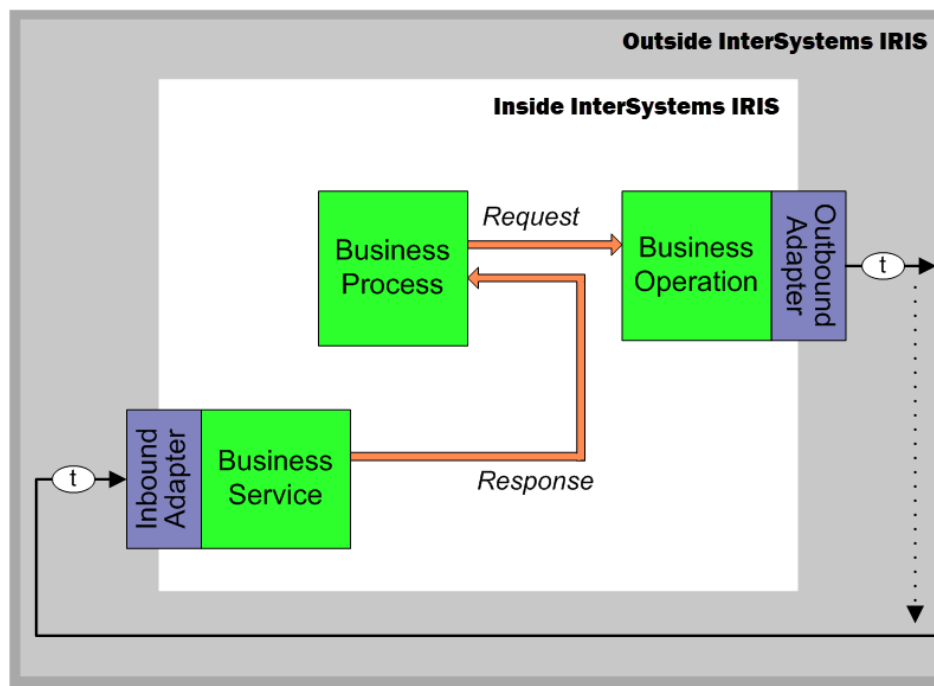 Outside InterSystems IRIS
Inside InterSystems IRIS
Business
Process
Request
Business
Operation
Outbound
Adapter
t
t
Inbound
Adapter
Business
Service
Response